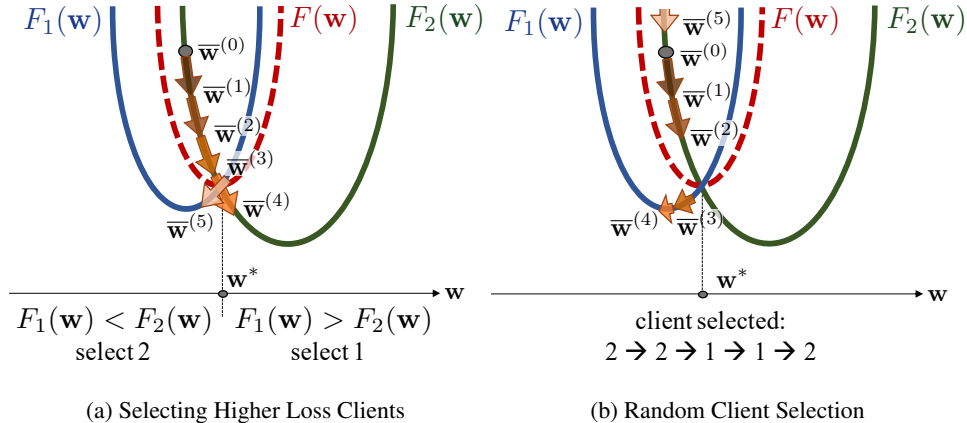 F₁(𝐰) F(𝐰) F₂(𝐰)
𝐰̅⁽⁰⁾
𝐰̅⁽¹⁾
𝐰̅⁽²⁾
𝐰̅⁽³⁾
𝐰̅⁽⁴⁾
𝐰̅⁽⁵⁾
𝐰*
𝐰
F₁(𝐰) < F₂(𝐰) F₁(𝐰) > F₂(𝐰)
select 2 select 1
(a) Selecting Higher Loss Clients
F₁(𝐰) F(𝐰) F₂(𝐰)
𝐰̅⁽⁵⁾
𝐰̅⁽⁰⁾
𝐰̅⁽¹⁾
𝐰̅⁽²⁾
𝐰̅⁽⁴⁾ 𝐰̅⁽³⁾
𝐰*
𝐰
client selected:
2 → 2 → 1 → 1 → 2
(b) Random Client Selection